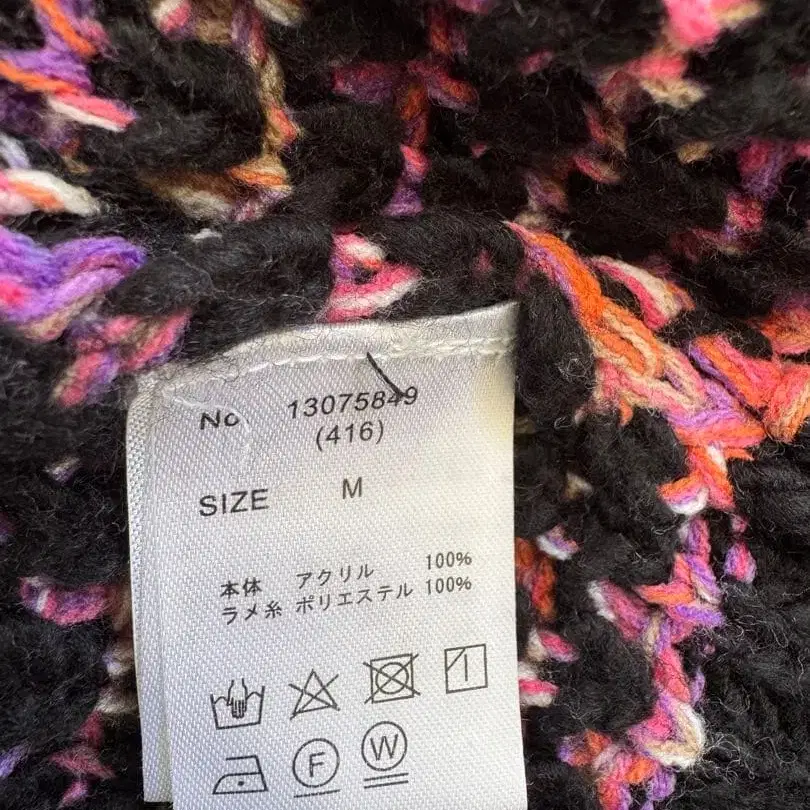 No 13075849
(416)
SIZE M
本体 アクリル 100%
ラメ糸 ポリエステル 100%
F W